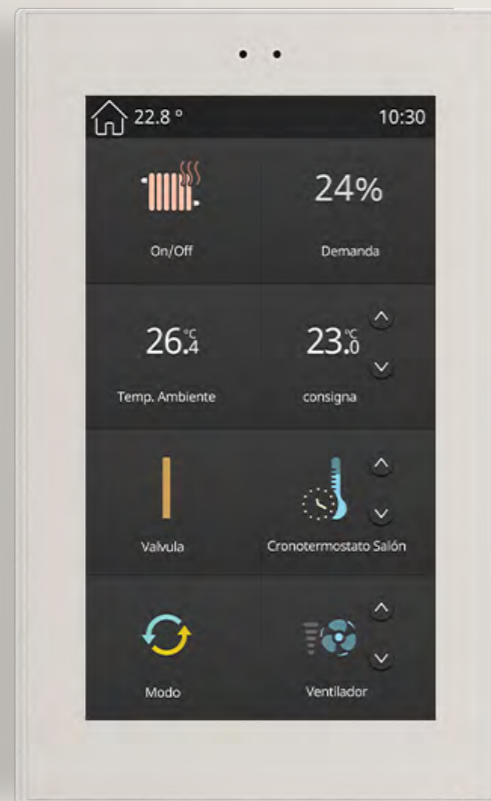 22.8 °
10:30
On/Off
24%
Demanda
26.4 °C
Temp. Ambiente
23.0 °C
consigna
Valvula
Cronotermostato Salón
Modo
Ventilador